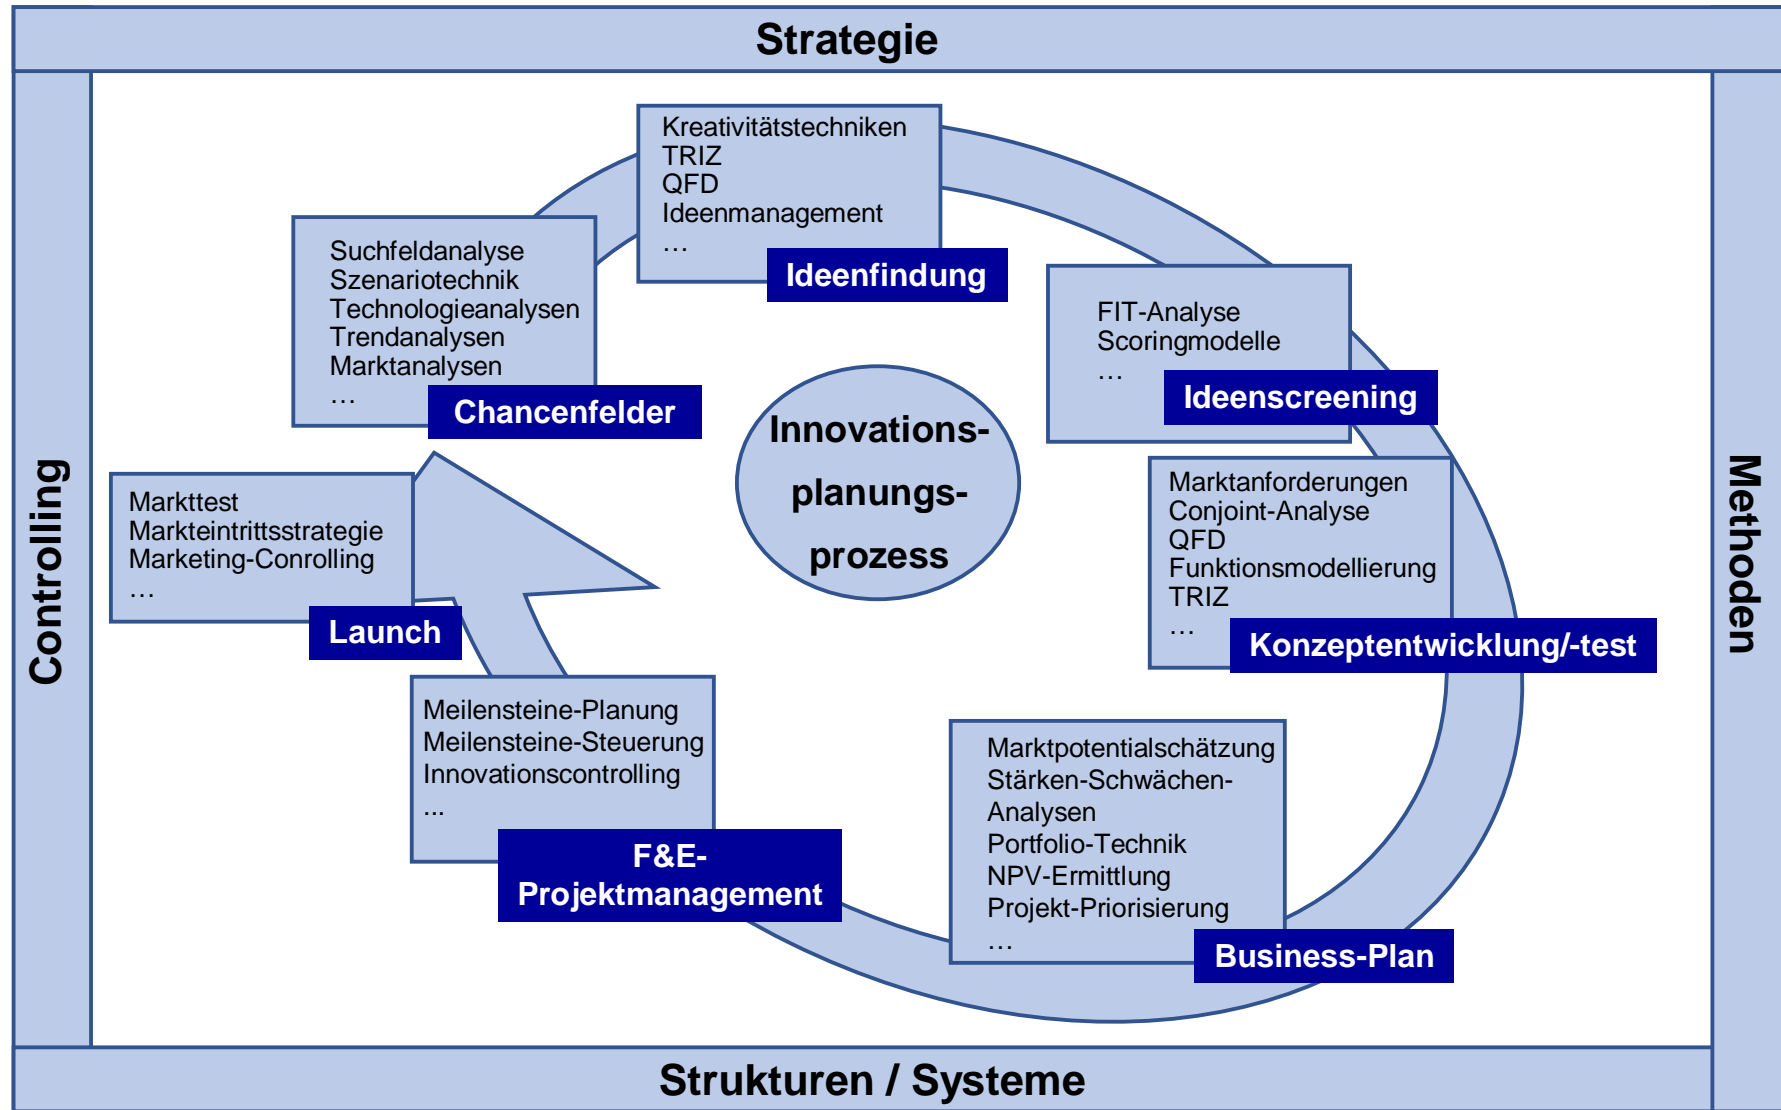 Strategie
Controlling
Methoden
Kreativitätstechniken
TRIZ
QFD
Ideenmanagement
…
Ideenfindung
Suchfeldanalyse
Szenariotechnik
Technologieanalysen
Trendanalysen
Marktanalysen
…
Chancenfelder
FIT-Analyse
Scoringmodelle
…
Ideenscreening
Innovations-
planungs-
prozess
Markttest
Markteintrittsstrategie
Marketing-Conrolling
…
Launch
Marktanforderungen
Conjoint-Analyse
QFD
Funktionsmodellierung
TRIZ
…
Konzeptentwicklung/-test
Meilensteine-Planung
Meilensteine-Steuerung
Innovationscontrolling
...
F&E-
Projektmanagement
Marktpotentialschätzung
Stärken-Schwächen-
Analysen
Portfolio-Technik
NPV-Ermittlung
Projekt-Priorisierung
…
Business-Plan
Strukturen / Systeme